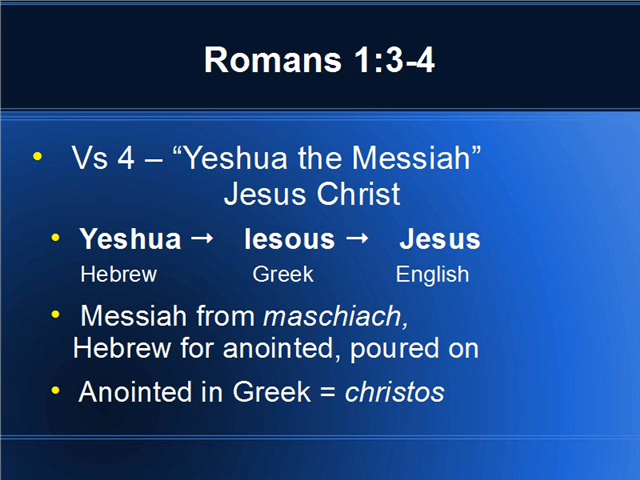 Romans 1:3-4
• Vs 4 – “Yeshua the Messiah”
Jesus Christ
• Yeshua → Iesous → Jesus
Hebrew Greek English
• Messiah from maschiach,
Hebrew for anointed, poured on
• Anointed in Greek = christos